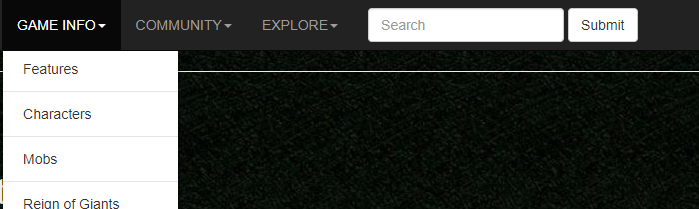 GAME INFO COMMUNITY EXPLORE Search Submit
Features
Characters
Mobs
Reign of Giants